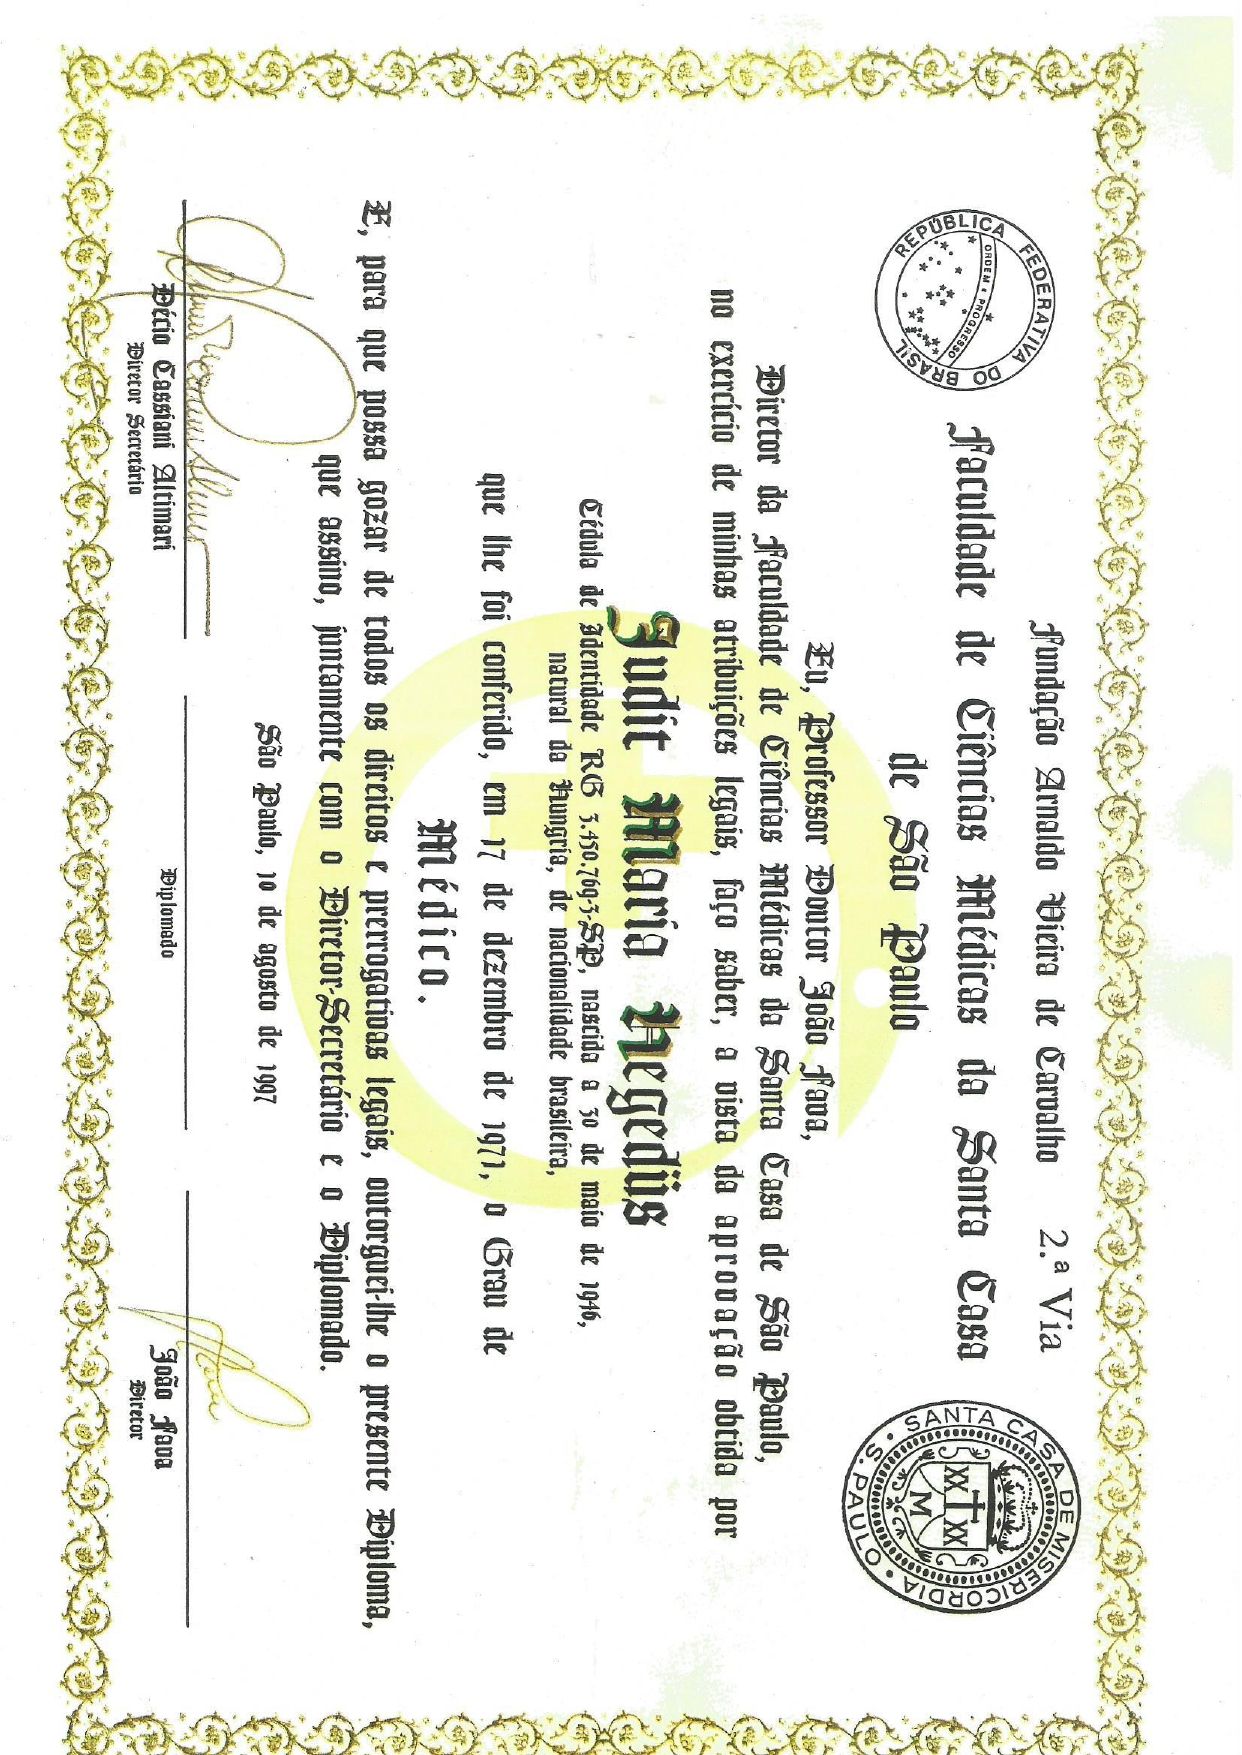 Fundação Arnaldo Vieira de Carvalho 2.ª Via
REPÚBLICA FEDERATIVA DO BRASIL
ORDEM E PROGRESSO
Faculdade de Ciências Médicas da Santa Casa
de São Paulo
SANTA CASA DE MISERICORDIA • S. PAULO •
XX XX
M
Eu, Professor Doutor João Fava,
Diretor da Faculdade de Ciências Médicas da Santa Casa de São Paulo,
no exercício de minhas atribuições legais, faço saber, a vista da aprovação obtida por
Judit Maria Hegedüs
Cédula de Identidade RG 3.450.769-3-SP, nascida a 30 de maio de 1946,
natural da Hungria, de nacionalidade brasileira,
que lhe foi conferido, em 17 de dezembro de 1971, o Grau de
Médico.
E, para que possa gozar de todos os direitos e prerrogativas legais, outorguei-lhe o presente Diploma,
que assino, juntamente com o Diretor-Secretário e o Diplomado.
São Paulo, 10 de agosto de 1997
Décio Cassiani Altimari
Diretor Secretário
Diplomado
João Fava
Diretor